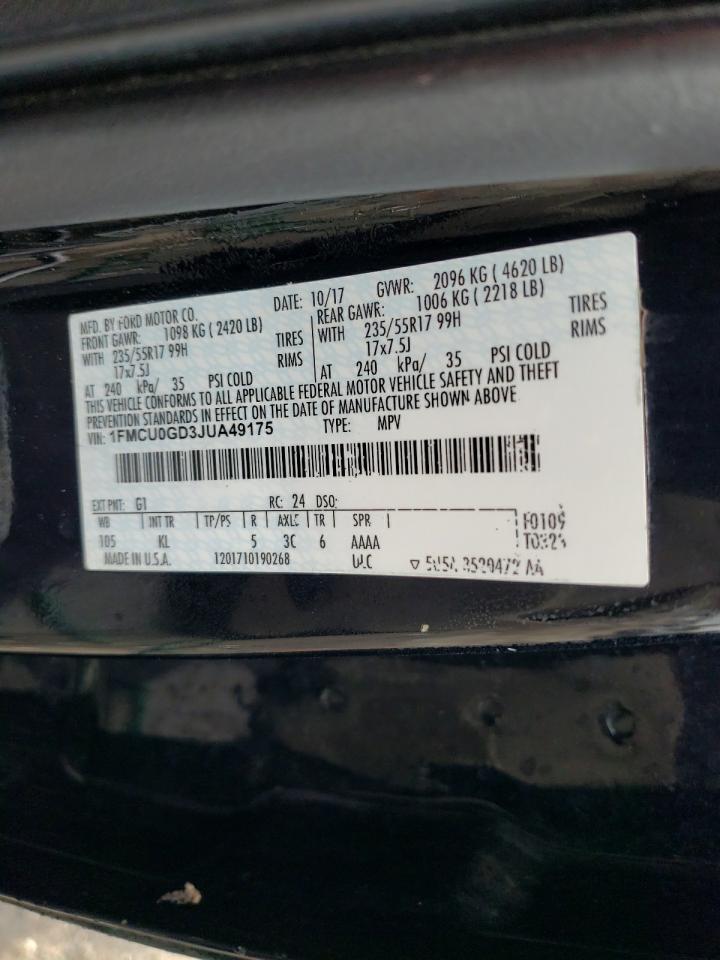 MFD. BY FORD MOTOR CO. DATE: 10/17 GVWR: 2096 KG ( 4620 LB)
FRONT GAWR: 1098 KG ( 2420 LB) REAR GAWR: 1006 KG ( 2218 LB)
WITH 235/55R17 99H TIRES WITH 235/55R17 99H TIRES
17x7.5J RIMS 17x7.5J RIMS
AT 240 kPa/ 35 PSI COLD AT 240 kPa/ 35 PSI COLD
THIS VEHICLE CONFORMS TO ALL APPLICABLE FEDERAL MOTOR VEHICLE SAFETY AND THEFT
PREVENTION STANDARDS IN EFFECT ON THE DATE OF MANUFACTURE SHOWN ABOVE
VIN: 1FMCU0GD3JUA49175 TYPE: MPV
EXT PNT: G1 RC: 24 DSO:
WB INT TR TP/PS R AXLE TR SPR F0109
105 KL 5 3C 6 AAAA
MADE IN U.S.A. 1201710190268